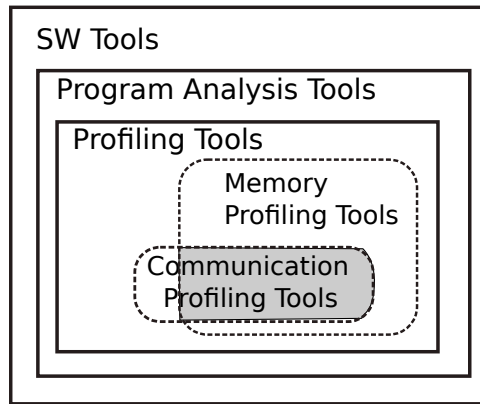 SW Tools
Program Analysis Tools
Profiling Tools
Memory
Profiling Tools
Communication
Profiling Tools